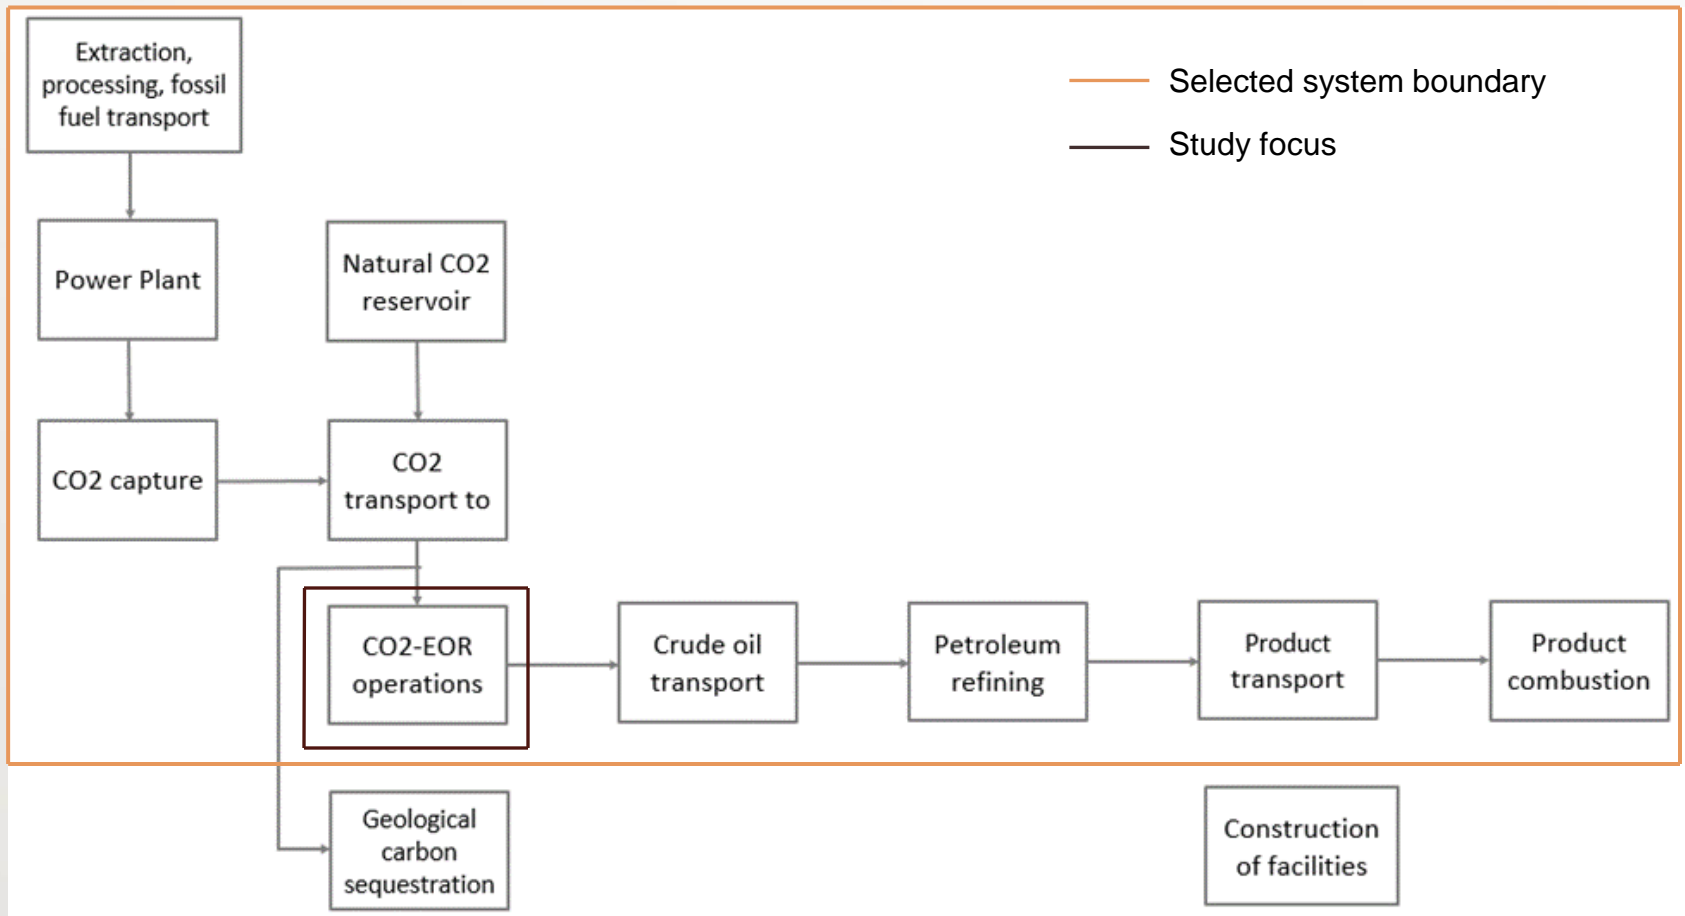 Extraction,
processing, fossil
fuel transport
Selected system boundary
Study focus
Power Plant
Natural CO2
reservoir
CO2 capture
CO2
transport to
CO2-EOR
operations
Crude oil
transport
Petroleum
refining
Product
transport
Product
combustion
Geological
carbon
sequestration
Construction
of facilities